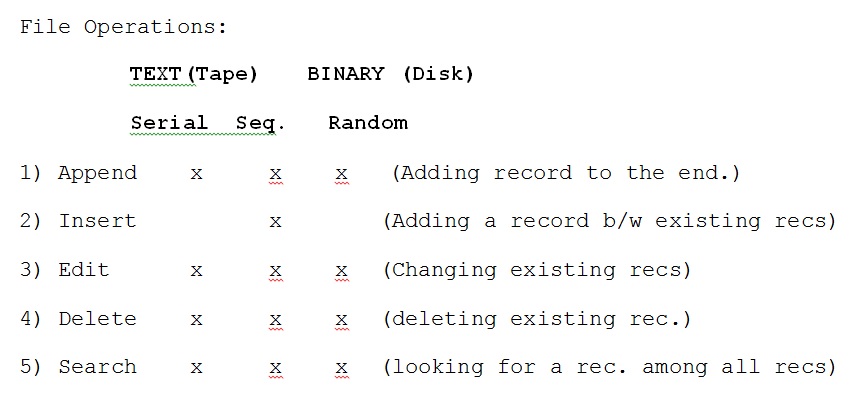 File Operations:
TEXT(Tape) BINARY (Disk)
Serial Seq. Random
1) Append x x x (Adding record to the end.)
2) Insert x (Adding a record b/w existing recs)
3) Edit x x x (Changing existing recs)
4) Delete x x x (deleting existing rec.)
5) Search x x x (looking for a rec. among all recs)